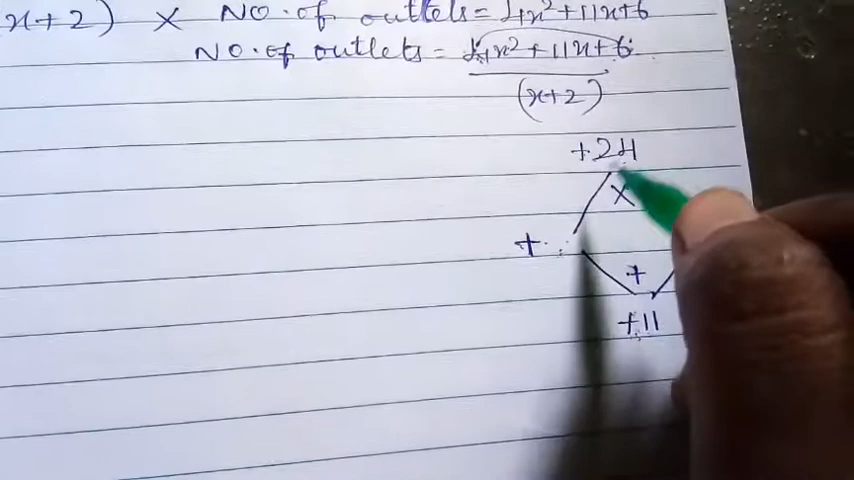 x+2) × No. of outlets = 4x²+11x+6
No. of outlets = 4x²+11x+6
(x+2)
+24
×
+
+
+11